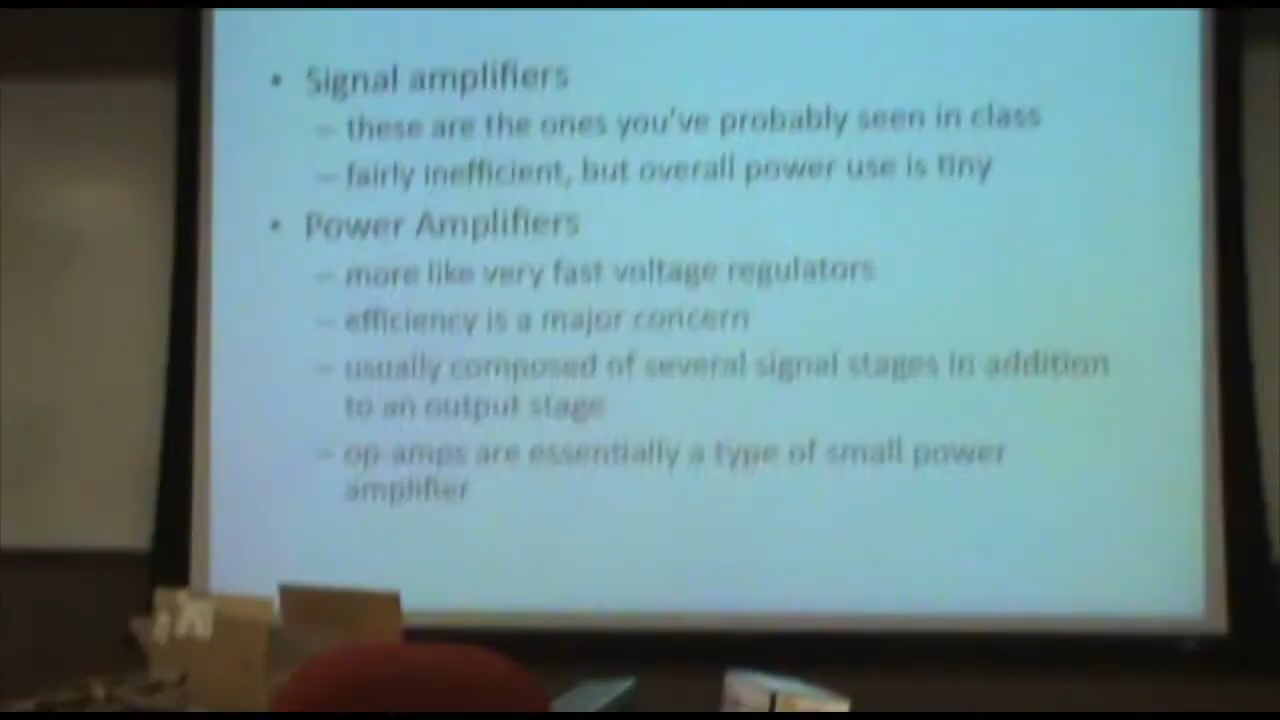 • Signal amplifiers
– these are the ones you've probably seen in class
– fairly inefficient, but overall power use is tiny
• Power Amplifiers
– more like very fast voltage regulators
– efficiency is a major concern
– usually composed of several signal stages in addition
to an output stage
– op-amps are essentially a type of small power
amplifier